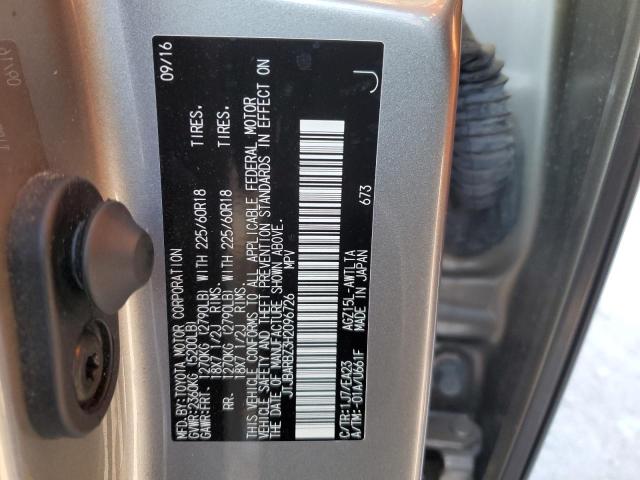 MFD.BY:TOYOTA MOTOR CORPORATION 09/16
GVWR:2360KG (5200LB)
GAWR:FRT. 1270KG (2790LB) WITH 225/60R18 TIRES.
18X7 1/2J RIMS.
RR. 1270KG (2790LB) WITH 225/60R18 TIRES.
18X7 1/2J RIMS.
THIS VEHICLE CONFORMS TO ALL APPLICABLE FEDERAL MOTOR
VEHICLE SAFETY AND THEFT PREVENTION STANDARDS IN EFFECT ON
THE DATE OF MANUFACTURE SHOWN ABOVE.
JTJBARBZ3H2096726 MPV
J
C/TR:1J7/EA23 AGZ15L-AWTLTA
A/TM:-01A/U661F MADE IN JAPAN 673